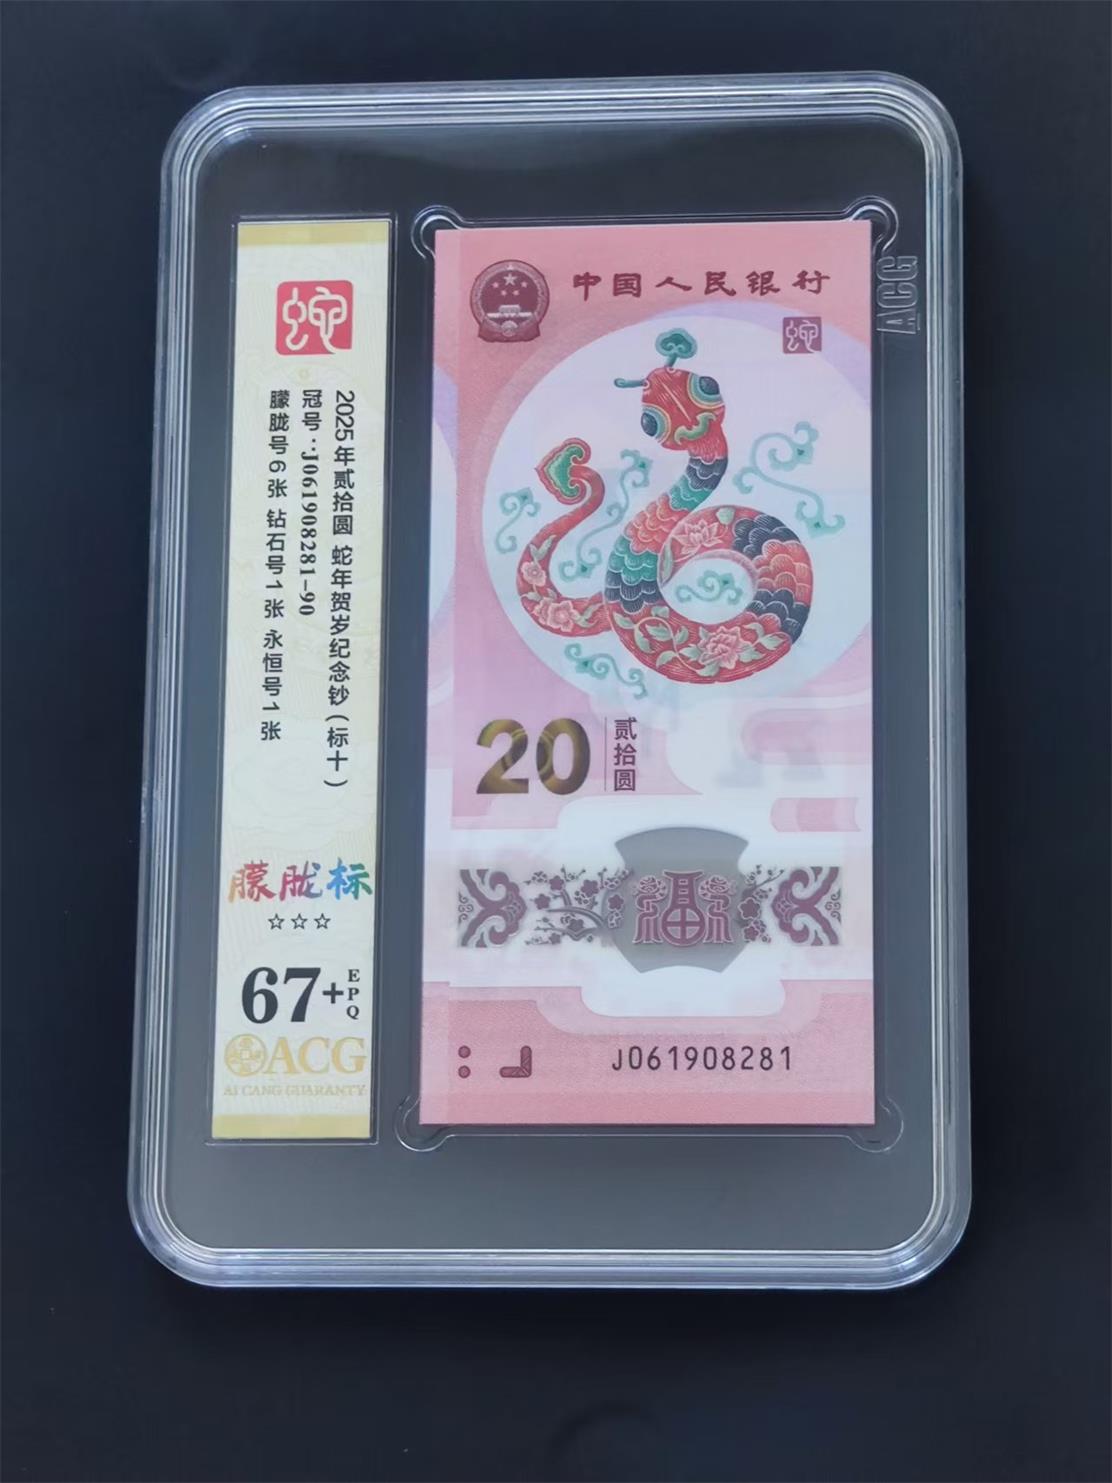 蛇
2025年贰拾圆 蛇年贺岁纪念钞(标十)
冠号:J061908281-90
朦胧号6张 钻石号1张 永恒号1张
朦胧标
☆☆☆
67+
EPQ
ACG
AI CANG GUARANTY
中国人民银行
蛇
20
贰拾圆
福
J061908281
ACG